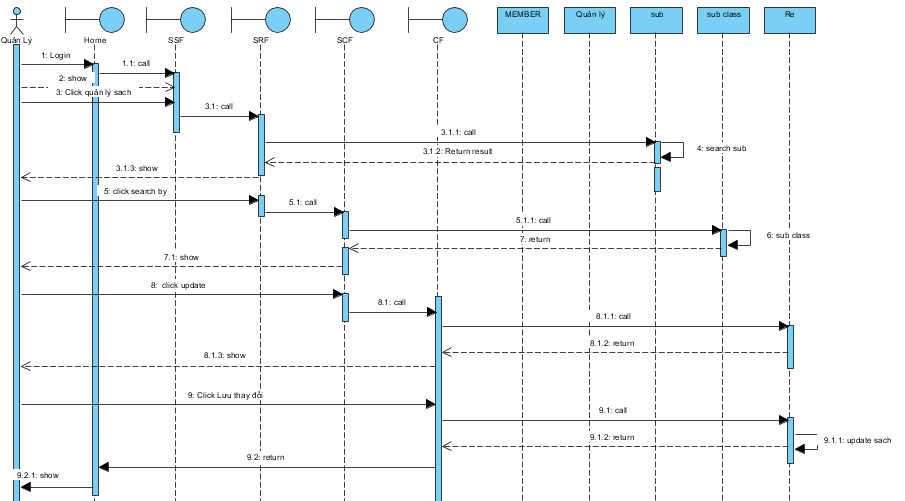 MEMBER
Quản lý
sub
sub class
Re
Quản Lý
Home
SSF
SRF
SCF
CF
1: Login
1.1: call
2: show
3: Click quản lý sach
3.1: call
3.1.1: call
4: search sub
3.1.2: Return result
3.1.3: show
5: click search by
5.1: call
5.1.1: call
6: sub class
7: return
7.1: show
8: click update
8.1: call
8.1.1: call
8.1.2: return
8.1.3: show
9: Click Lưu thay đổi
9.1: call
9.1.2: return
9.1.1: update sach
9.2: return
9.2.1: show